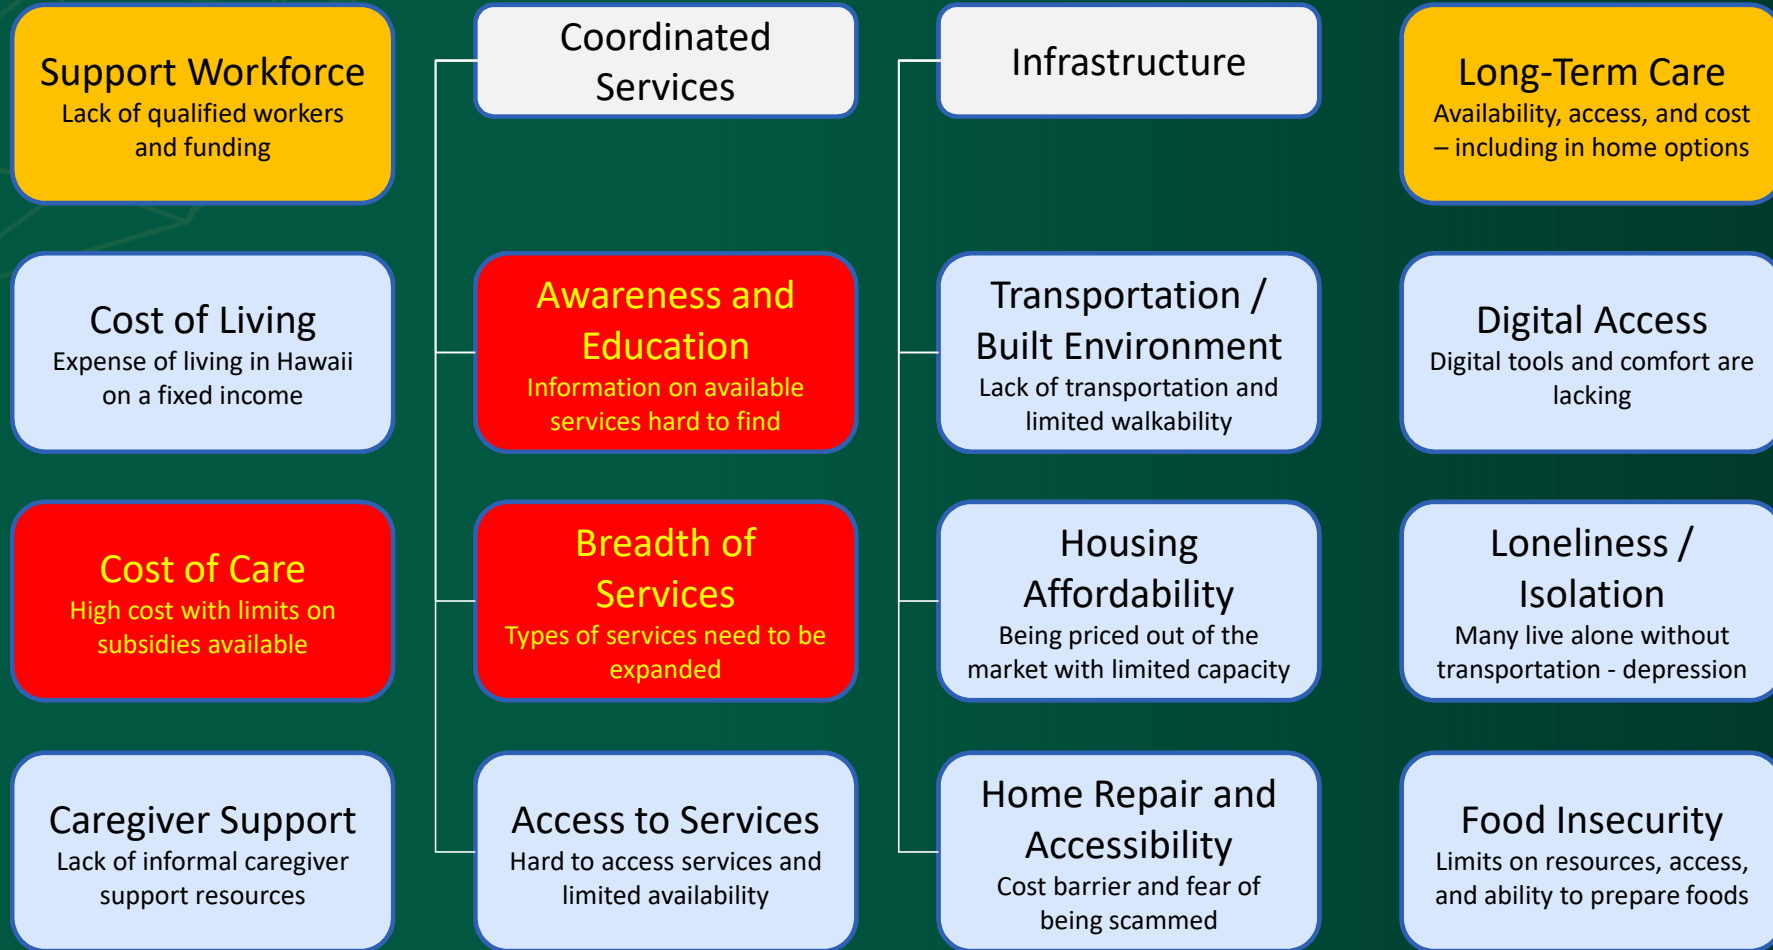 Support Workforce
Lack of qualified workers
and funding
Cost of Living
Expense of living in Hawaii
on a fixed income
Cost of Care
High cost with limits on
subsidies available
Caregiver Support
Lack of informal caregiver
support resources
Coordinated
Services
Awareness and
Education
Information on available
services hard to find
Breadth of
Services
Types of services need to be
expanded
Access to Services
Hard to access services and
limited availability
Infrastructure
Transportation /
Built Environment
Lack of transportation and
limited walkability
Housing
Affordability
Being priced out of the
market with limited capacity
Home Repair and
Accessibility
Cost barrier and fear of
being scammed
Long-Term Care
Availability, access, and cost
– including in home options
Digital Access
Digital tools and comfort are
lacking
Loneliness /
Isolation
Many live alone without
transportation - depression
Food Insecurity
Limits on resources, access,
and ability to prepare foods